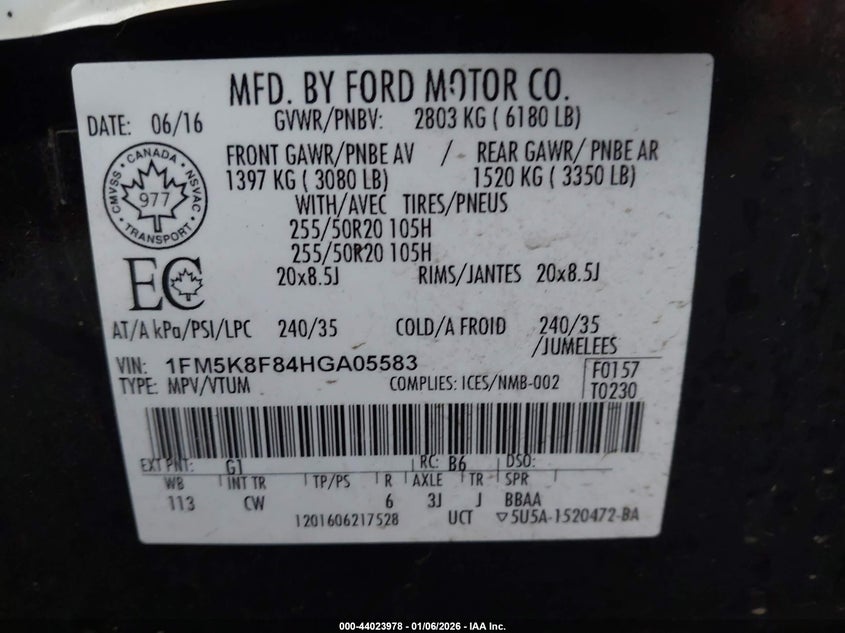 MFD. BY FORD MOTOR CO.
DATE: 06/16 GVWR/PNBV: 2803 KG ( 6180 LB)
FRONT GAWR/PNBE AV / REAR GAWR/ PNBE AR
1397 KG ( 3080 LB) 1520 KG ( 3350 LB)
WITH/AVEC TIRES/PNEUS
255/50R20 105H
255/50R20 105H
20x8.5J RIMS/JANTES 20x8.5J
CMVSS • CANADA • NSVAC • TRANSPORT •
977
EC
AT/A kPa/PSI/LPC 240/35 COLD/A FROID 240/35
/JUMELEES
VIN: 1FM5K8F84HGA05583 F0157
TYPE: MPV/VTUM COMPLIES: ICES/NMB-002 T0230
EXT PNT: G1 RC: B6 DSO:
WB INT TR TP/PS R AXLE TR SPR
113 CW 6 3J J BBAA
1201606217528 UCT ▽5U5A-1520472-BA
000-44023978 - 01/06/2026 - IAA Inc.